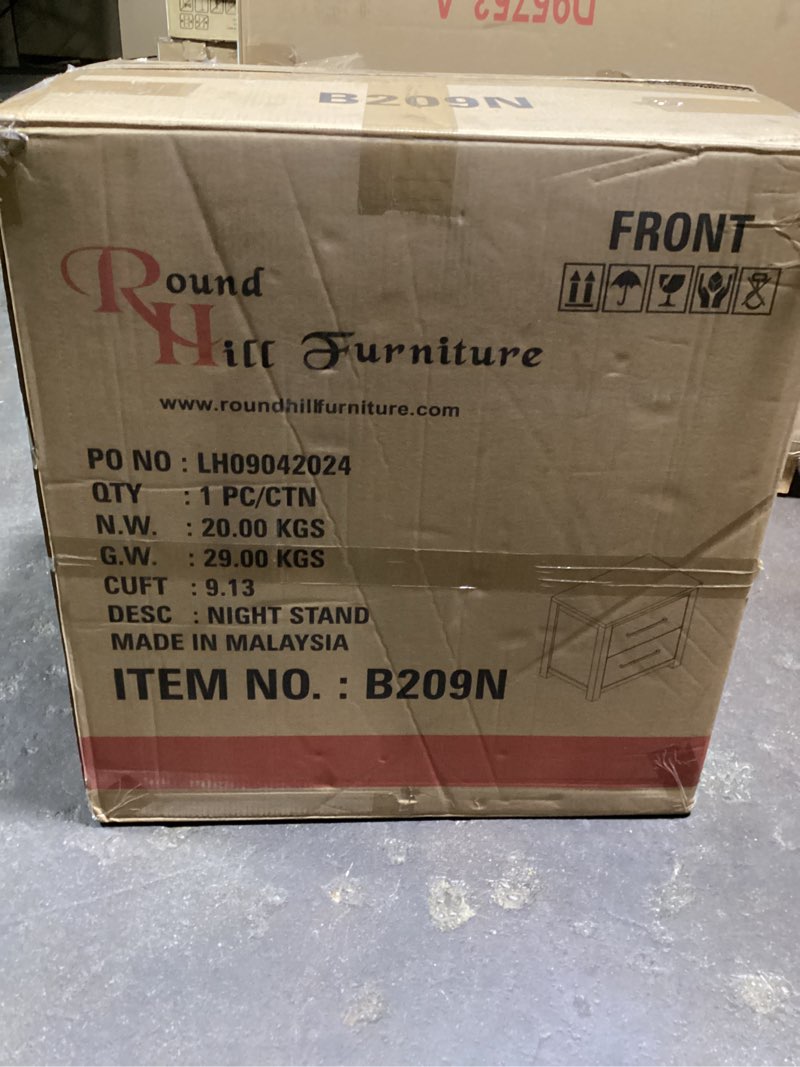 D95752 A
B209N
FRONT
Round
Hill Furniture
www.roundhillfurniture.com
PO NO : LH09042024
QTY : 1 PC/CTN
N.W. : 20.00 KGS
G.W. : 29.00 KGS
CUFT : 9.13
DESC : NIGHT STAND
MADE IN MALAYSIA
ITEM NO. : B209N